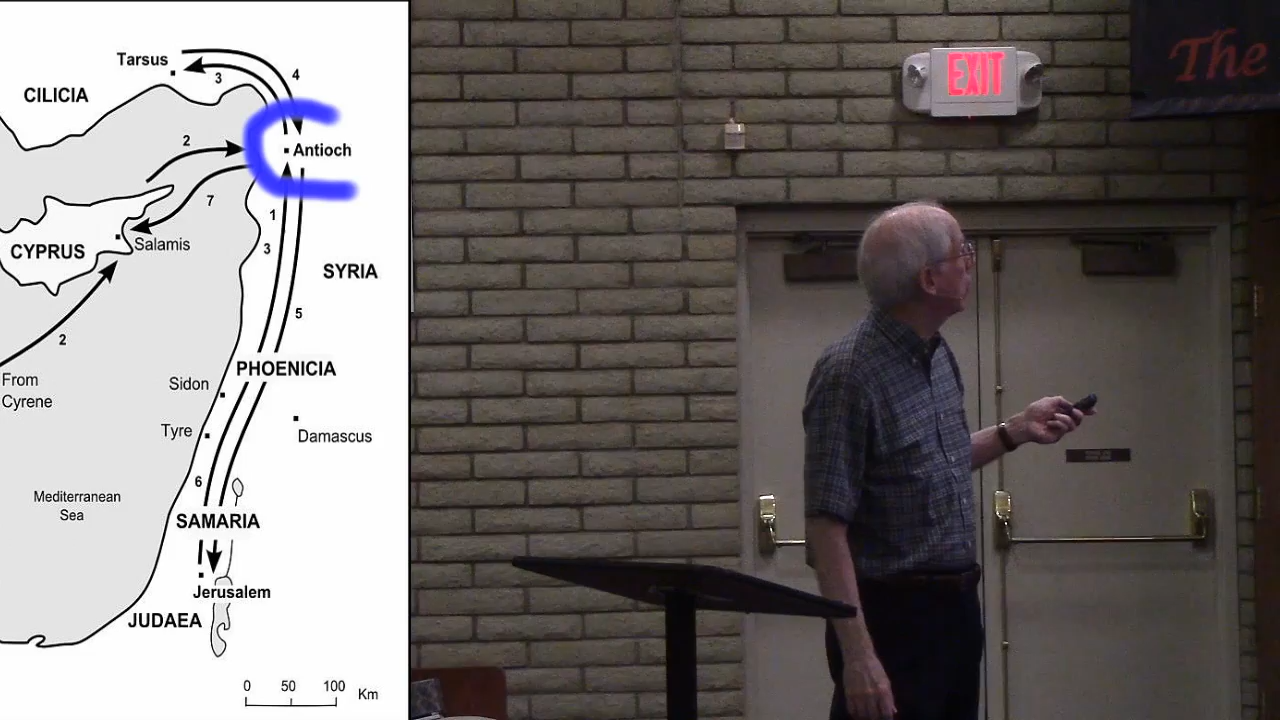 Tarsus
3
4
CILICIA
2
Antioch
7
1
CYPRUS
Salamis
3
SYRIA
5
2
PHOENICIA
From
Cyrene
Sidon
Tyre
Damascus
6
Mediterranean
Sea
SAMARIA
Jerusalem
JUDAEA
0 50 100 Km
EXIT
The